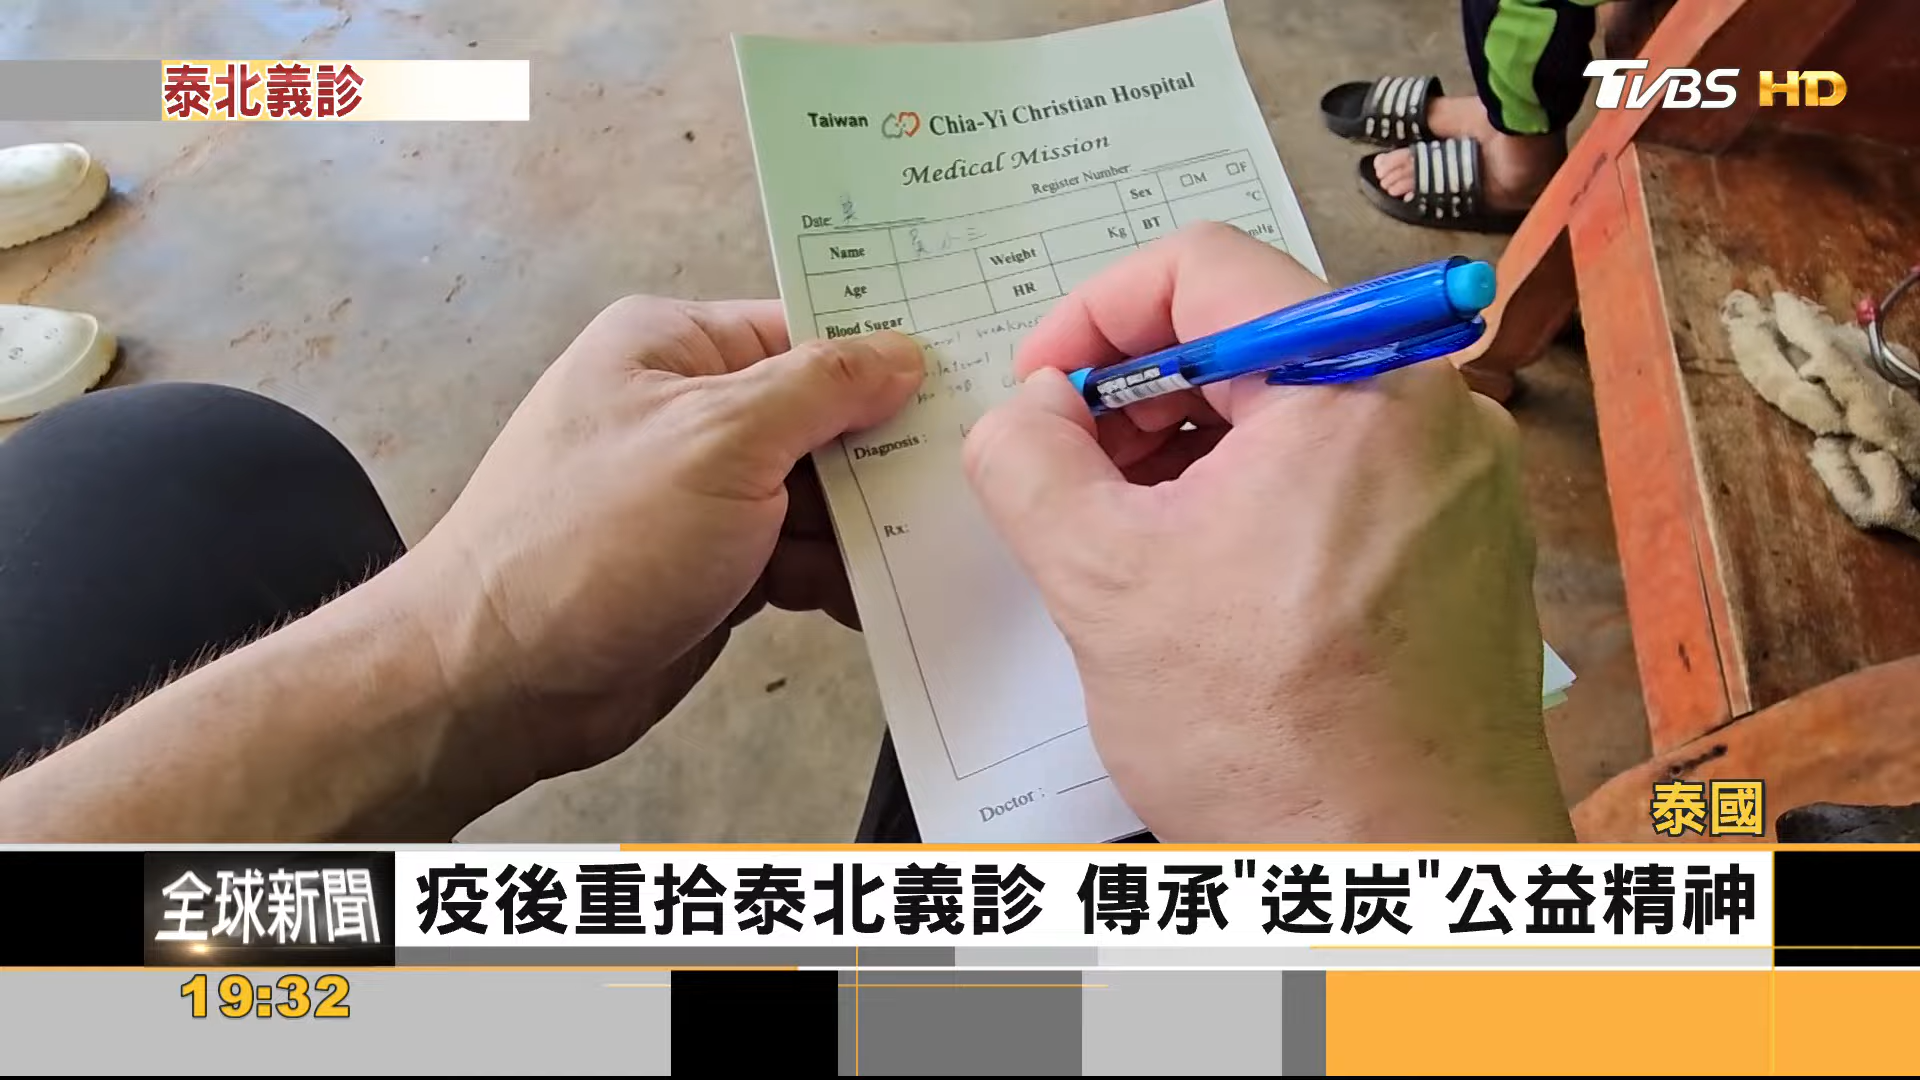 泰北義診
TVBS HD
Taiwan Chia-Yi Christian Hospital
Medical Mission
Register Number
Date:
Sex □M □F
Name
Weight Kg BT °C
Age
HR mmHg
Blood Sugar
Diagnosis :
Rx:
Doctor :
泰國
全球新聞
疫後重拾泰北義診 傳承"送炭"公益精神
19:32